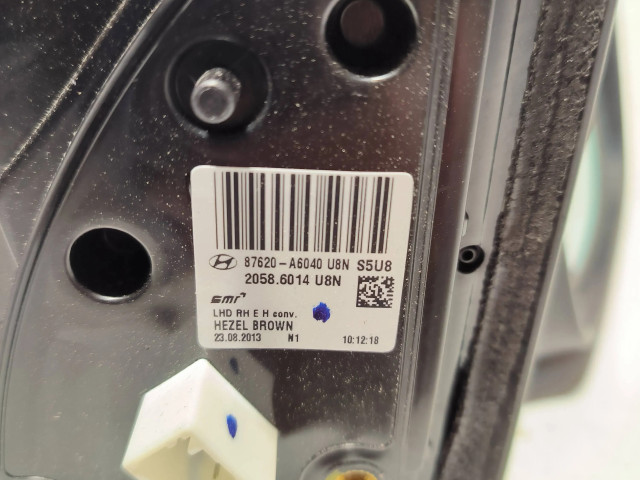 87620-A6040 U8N S5U8
2058.6014 U8N
SMR
LHD RH E H conv.
HEZEL BROWN
23.08.2013 N1 10:12:18